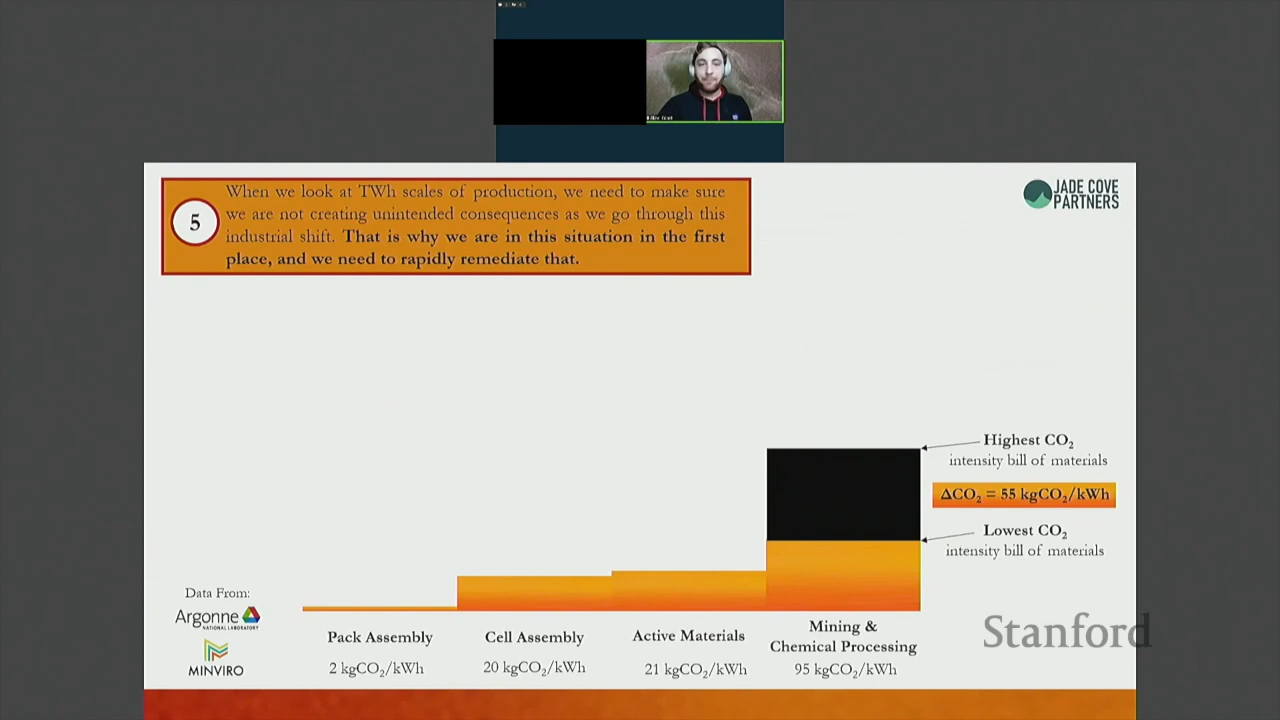 When we look at TWh scales of production, we need to make sure
we are not creating unintended consequences as we go through this
industrial shift. That is why we are in this situation in the first
place, and we need to rapidly remediate that.
5
JADE COVE
PARTNERS
Highest CO₂
intensity bill of materials
ΔCO₂ = 55 kgCO₂/kWh
Lowest CO₂
intensity bill of materials
Data From:
Argonne
NATIONAL LABORATORY
MINVIRO
Pack Assembly
2 kgCO₂/kWh
Cell Assembly
20 kgCO₂/kWh
Active Materials
21 kgCO₂/kWh
Mining &
Chemical Processing
95 kgCO₂/kWh
Stanford